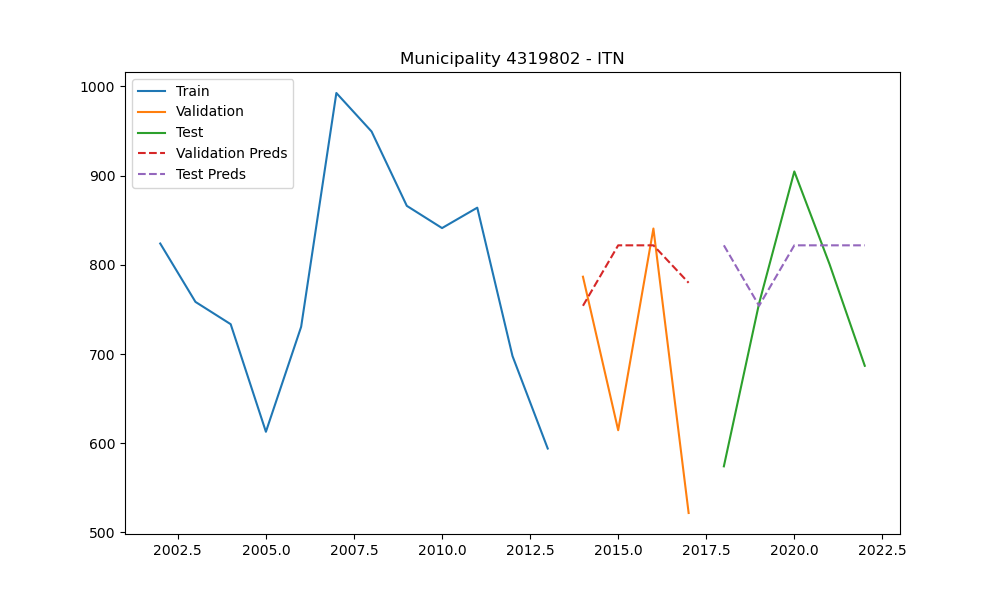 Municipality 4319802 - ITN
Train
Validation
Test
Validation Preds
Test Preds
1000
900
800
700
600
500
2002.5 2005.0 2007.5 2010.0 2012.5 2015.0 2017.5 2020.0 2022.5